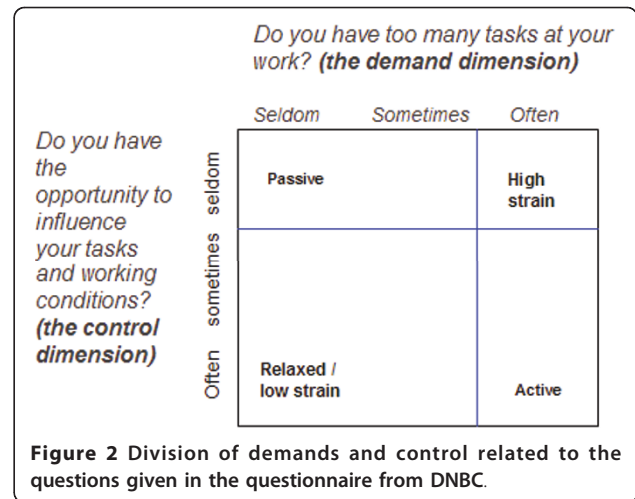 Do you have too many tasks at your
work? (the demand dimension)
Seldom Sometimes Often
Do you have
the
opportunity to
influence
your tasks
and working
conditions?
(the control
dimension)
seldom
sometimes
Often
Passive
High
strain
Relaxed /
low strain
Active
Figure 2 Division of demands and control related to the
questions given in the questionnaire from DNBC.